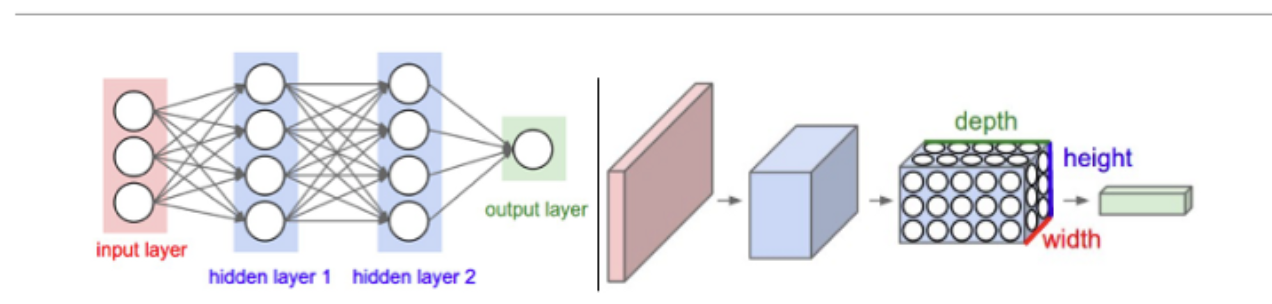 input layer
hidden layer 1
hidden layer 2
output layer
depth
height
width